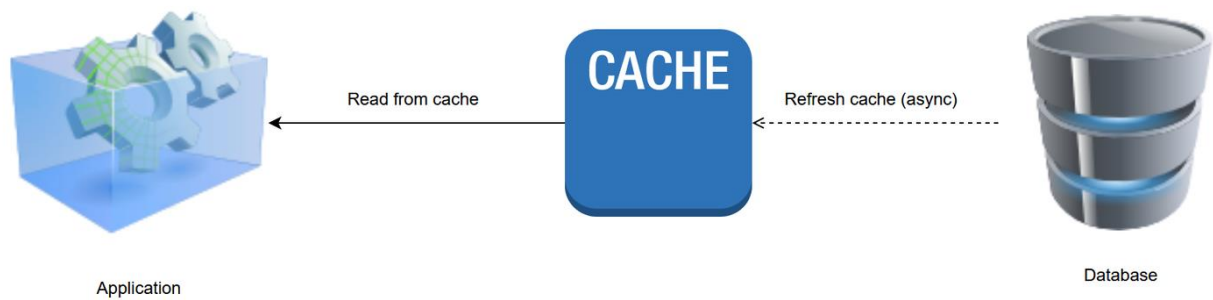 CACHE
Read from cache
Refresh cache (async)
Database
Application